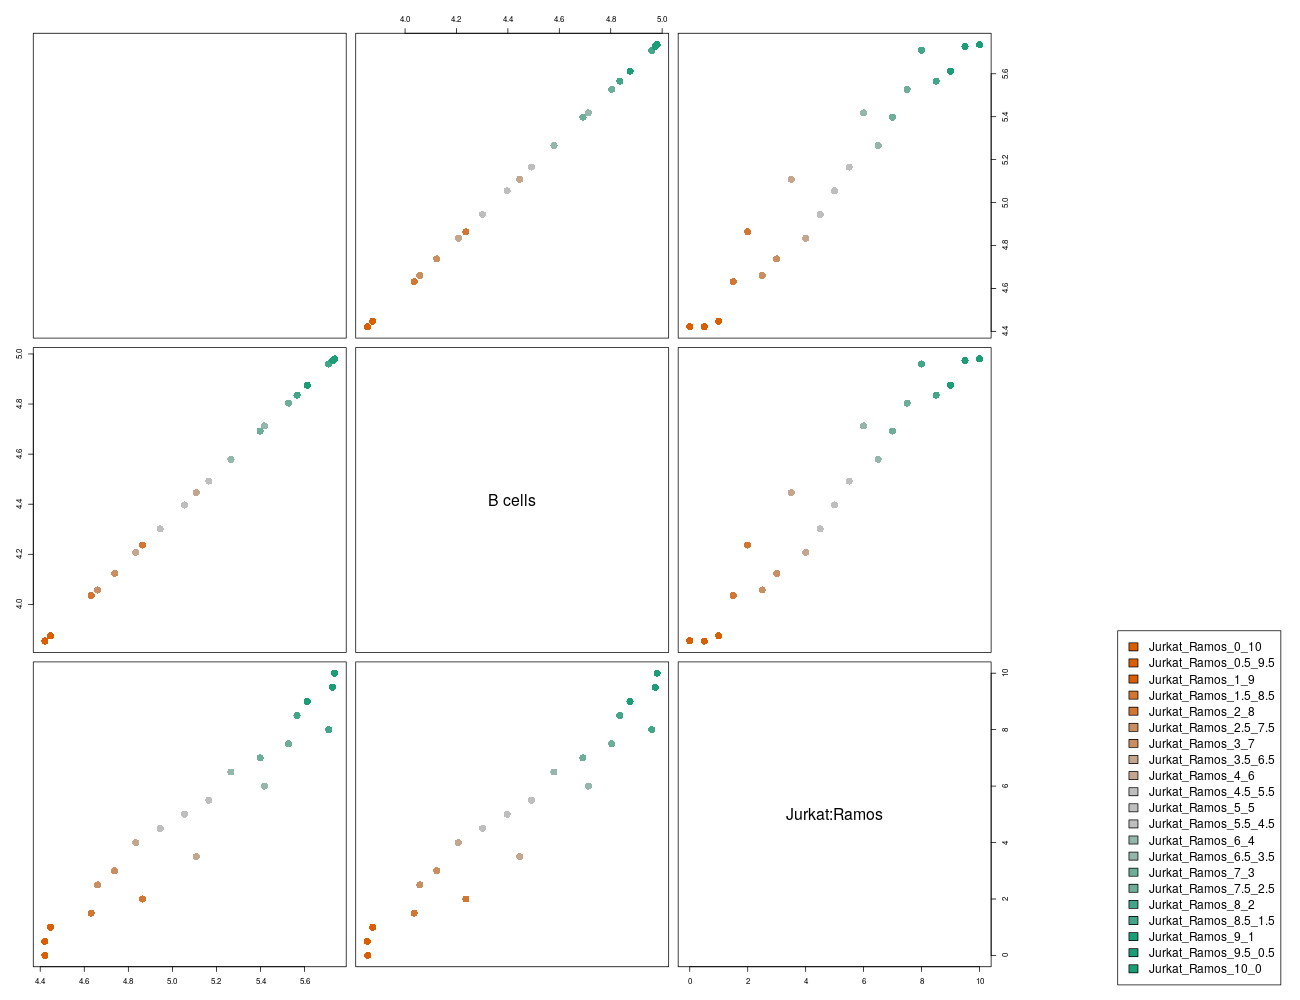 4.0 4.2 4.4 4.6 4.8 5.0
4.4 4.6 4.8 5.0 5.2 5.4 5.6
4.0 4.2 4.4 4.6 4.8 5.0
B cells
Jurkat:Ramos
0 2 4 6 8 10
4.4 4.6 4.8 5.0 5.2 5.4 5.6
0 2 4 6 8 10
Jurkat_Ramos_0_10
Jurkat_Ramos_0.5_9.5
Jurkat_Ramos_1_9
Jurkat_Ramos_1.5_8.5
Jurkat_Ramos_2_8
Jurkat_Ramos_2.5_7.5
Jurkat_Ramos_3_7
Jurkat_Ramos_3.5_6.5
Jurkat_Ramos_4_6
Jurkat_Ramos_4.5_5.5
Jurkat_Ramos_5_5
Jurkat_Ramos_5.5_4.5
Jurkat_Ramos_6_4
Jurkat_Ramos_6.5_3.5
Jurkat_Ramos_7_3
Jurkat_Ramos_7.5_2.5
Jurkat_Ramos_8_2
Jurkat_Ramos_8.5_1.5
Jurkat_Ramos_9_1
Jurkat_Ramos_9.5_0.5
Jurkat_Ramos_10_0